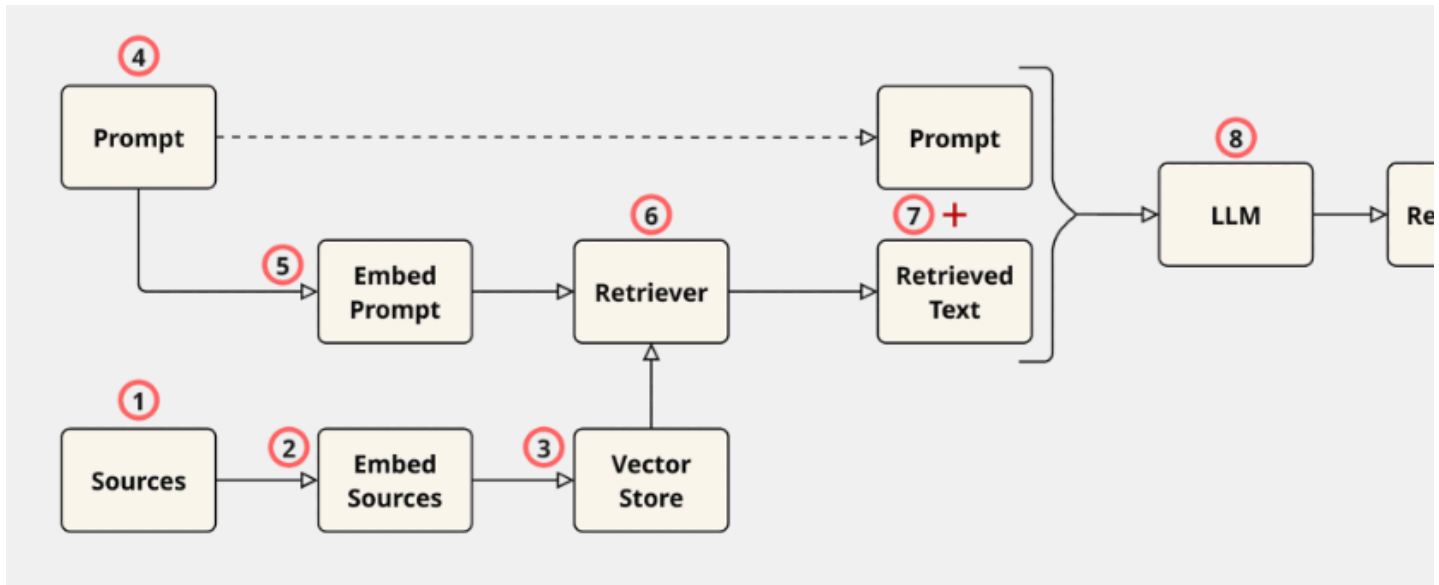 4
Prompt
Prompt
8
LLM
Re
6
7 +
5
Embed
Prompt
Retriever
Retrieved
Text
1
Sources
2
Embed
Sources
3
Vector
Store